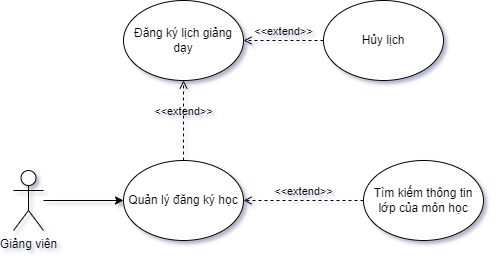 Đăng ký lịch giảng
dạy
<<extend>>
Hủy lịch
<<extend>>
Giảng viên
Quản lý đăng ký học
<<extend>>
Tìm kiếm thông tin
lớp của môn học